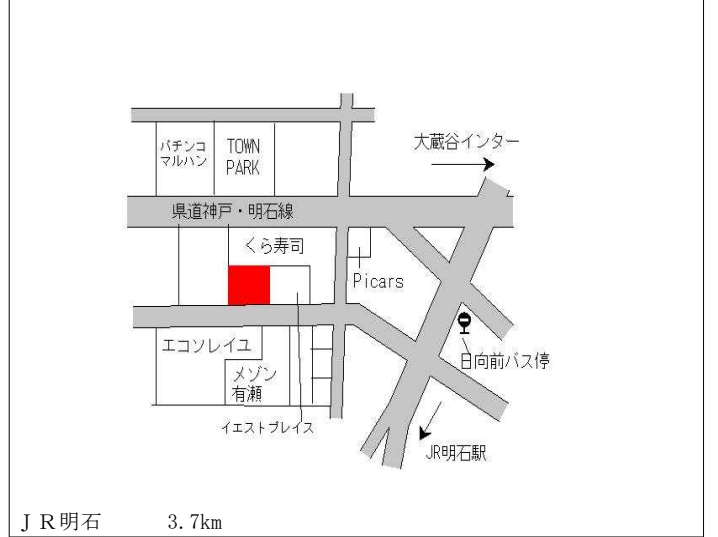 大蔵谷インター
パチンコ
マルハン
TOWN
PARK
県道神戸・明石線
くら寿司
Picars
エコソレイユ
日向前バス停
メゾン
有瀬
イエストプレイス
JR明石駅
ＪＲ明石 3.7km